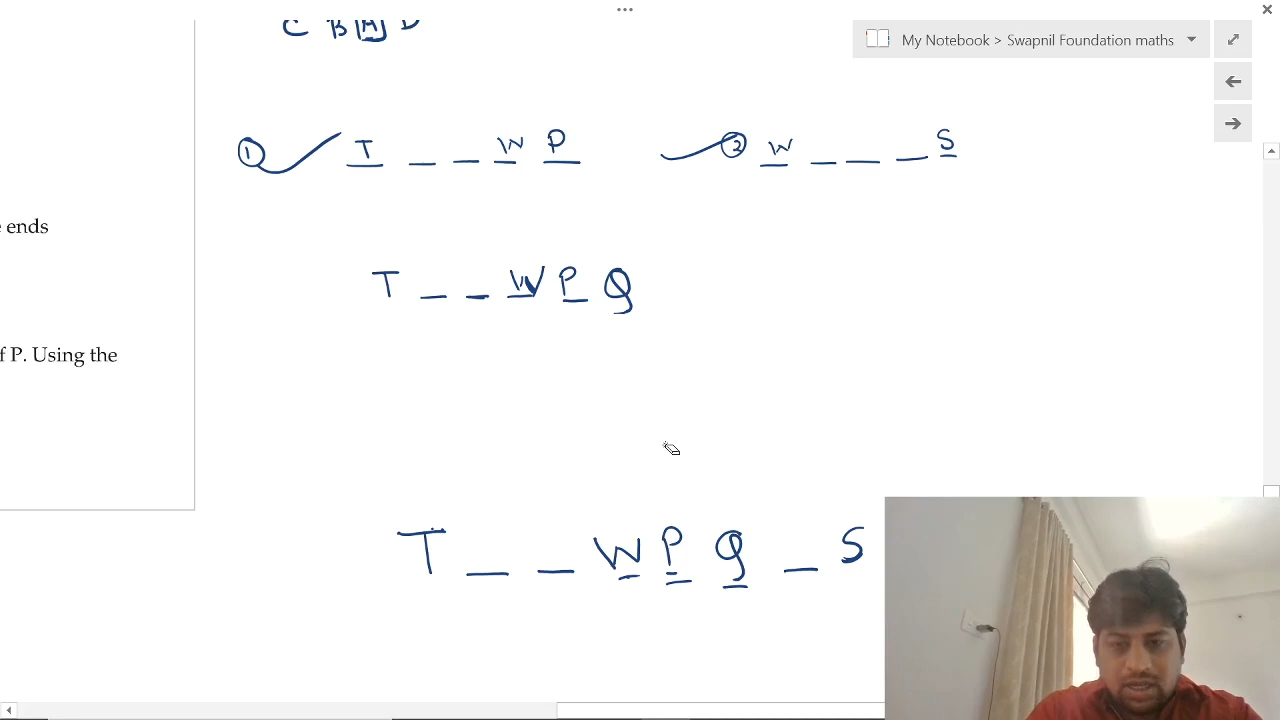 C B A D
My Notebook > Swapnil Foundation maths
① T _ _ W P ② W _ _ _ S
ends
T _ _ W P Q
f P. Using the
T _ _ W P Q _ S